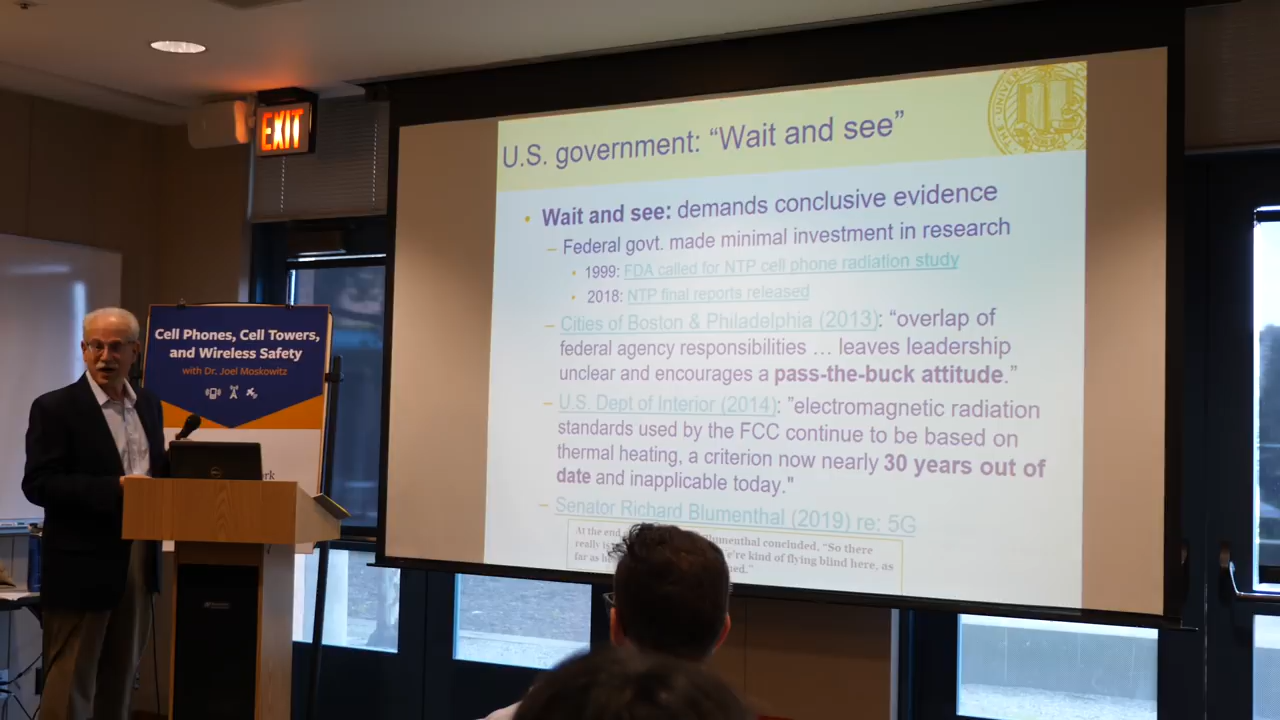 EXIT
U.S. government: “Wait and see”
• Wait and see: demands conclusive evidence
– Federal govt. made minimal investment in research
• 1999: FDA called for NTP cell phone radiation study
• 2018: NTP final reports released
– Cities of Boston & Philadelphia (2013): “overlap of
federal agency responsibilities … leaves leadership
unclear and encourages a pass-the-buck attitude.”
– U.S. Dept of Interior (2014): "electromagnetic radiation
standards used by the FCC continue to be based on
thermal heating, a criterion now nearly 30 years out of
date and inapplicable today."
– Senator Richard Blumenthal (2019) re: 5G
At the end Blumenthal concluded, “So there
really kind of flying blind here, as
far as
Cell Phones, Cell Towers,
and Wireless Safety
with Dr. Joel Moskowitz
DELL